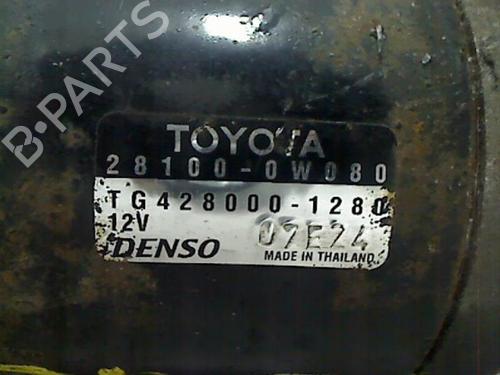 B-PARTS
TOYOTA
28100-0W080
TG428000-1280
12V
DENSO
07E24
MADE IN THAILAND